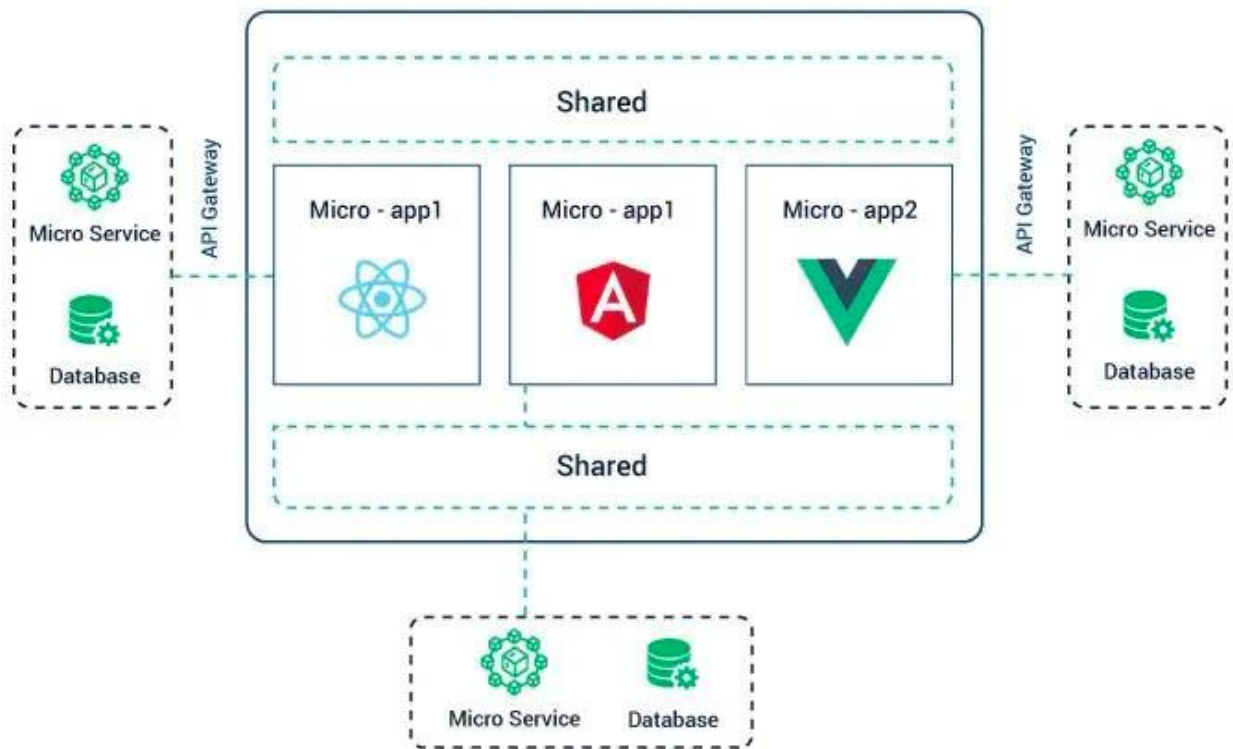 Shared
Micro Service
Database
API Gateway
Micro - app1
Micro - app1
Micro - app2
API Gateway
Micro Service
Database
Shared
Micro Service
Database